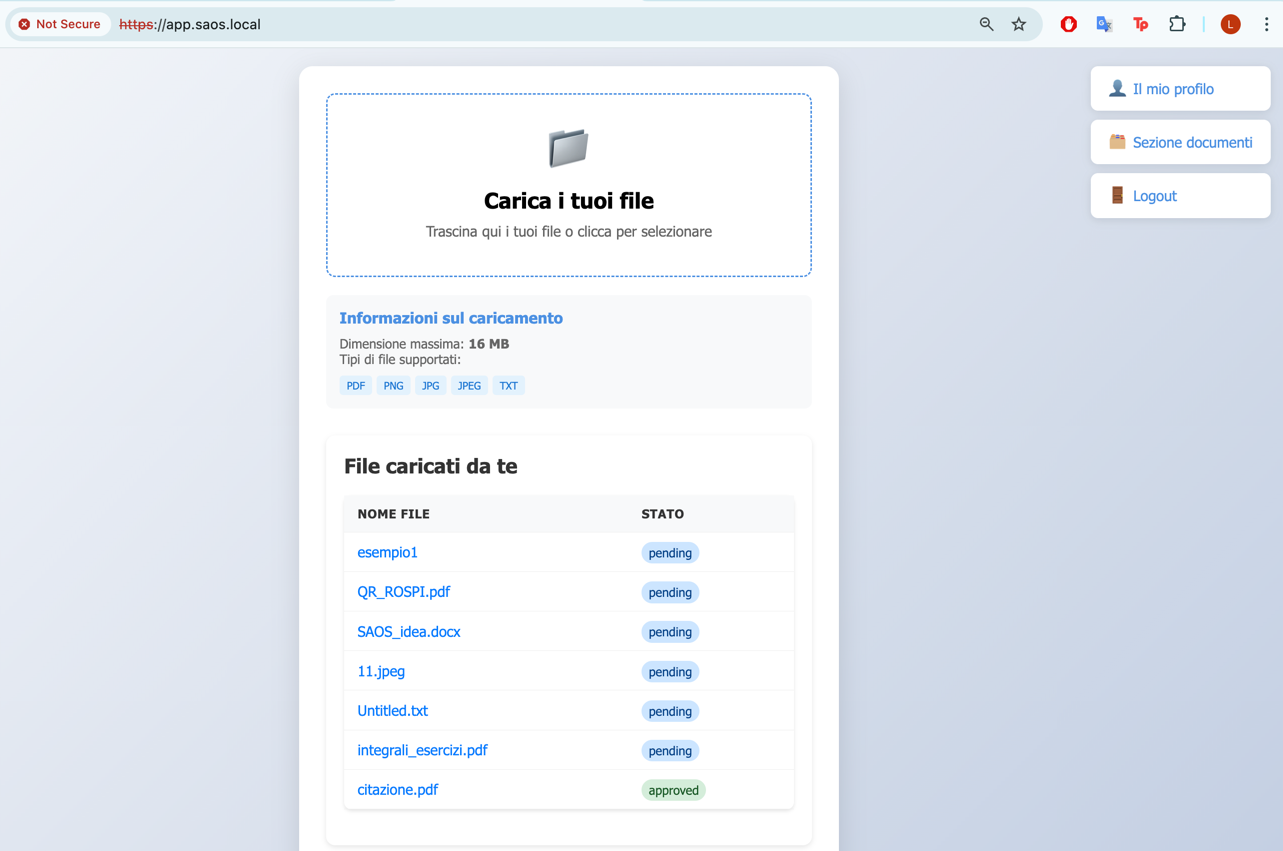 Not Secure https://app.saos.local L
Il mio profilo
Sezione documenti
Logout
Carica i tuoi file
Trascina qui i tuoi file o clicca per selezionare
Informazioni sul caricamento
Dimensione massima: 16 MB
Tipi di file supportati:
PDF PNG JPG JPEG TXT
File caricati da te
NOME FILE STATO
esempio1 pending
QR_ROSPI.pdf pending
SAOS_idea.docx pending
11.jpeg pending
Untitled.txt pending
integrali_esercizi.pdf pending
citazione.pdf approved